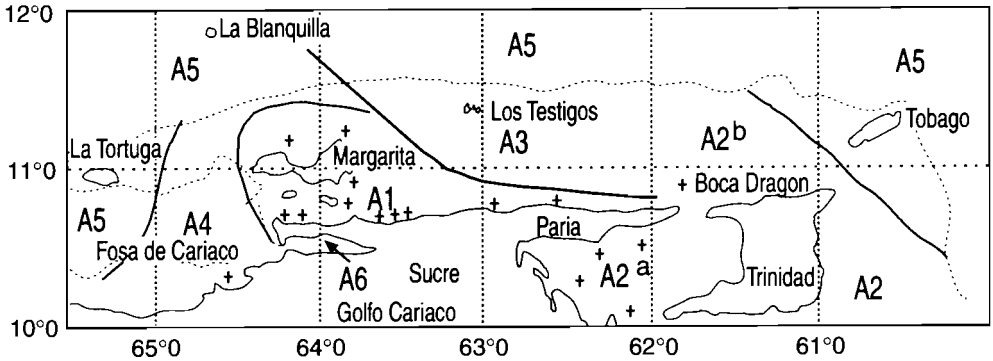 12°0
La Blanquilla
A5
A5
A5
Los Testigos
Tobago
A3
A2b
La Tortuga
Margarita
11°0
Boca Dragon
A1
A5
A4
Paria
Fosa de Cariaco
A6
Sucre
A2a
Trinidad
A2
Golfo Cariaco
10°0
65°0
64°0
63°0
62°0
61°0